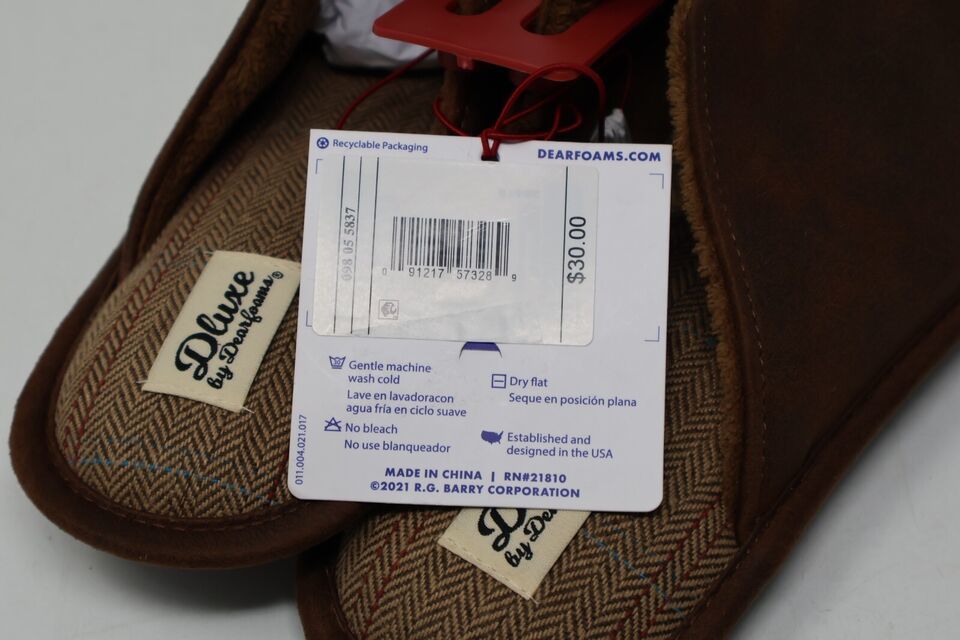 Recyclable Packaging
DEARFOAMS.COM
098 05 5837
0 91217 57328 9
$30.00
Gentle machine
wash cold
Lave en lavadoracon
agua fría en ciclo suave
No bleach
No use blanqueador
Dry flat
Seque en posición plana
Established and
designed in the USA
011.004.021.017
MADE IN CHINA | RN#21810
©2021 R.G. BARRY CORPORATION
Dluxe®
by Dearfoams
D
by De